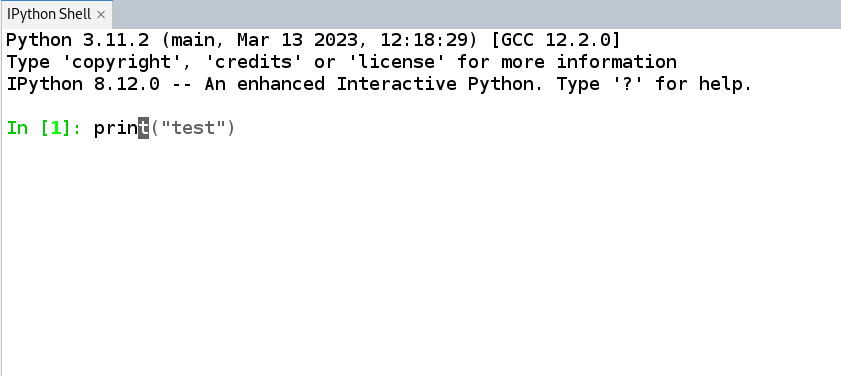 IPython Shell ×
Python 3.11.2 (main, Mar 13 2023, 12:18:29) [GCC 12.2.0]
Type 'copyright', 'credits' or 'license' for more information
IPython 8.12.0 -- An enhanced Interactive Python. Type '?' for help.
In [1]: print("test")